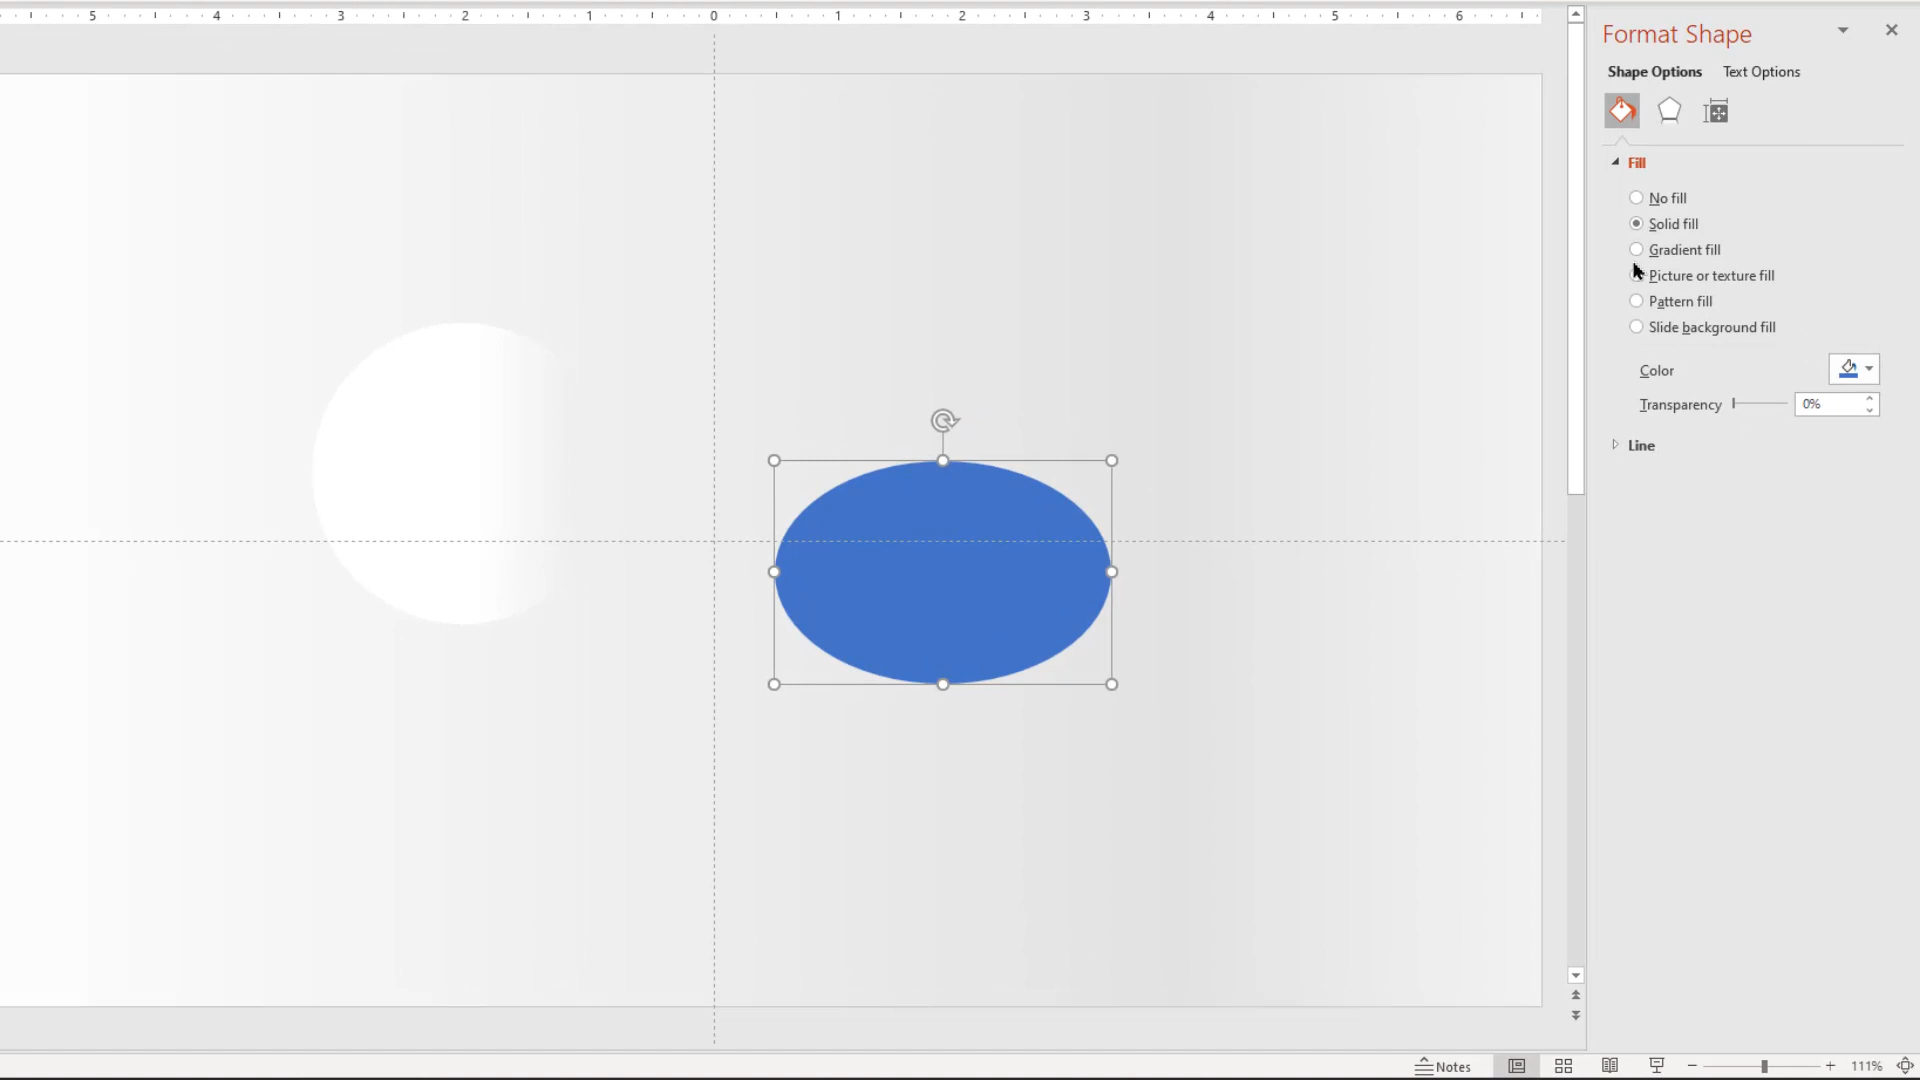 5 4 3 2 1 0 1 2 3 4 5 6
Format Shape
Shape Options Text Options
Fill
No fill
Solid fill
Gradient fill
Picture or texture fill
Pattern fill
Slide background fill
Color
Transparency 0%
Line
Notes 111%